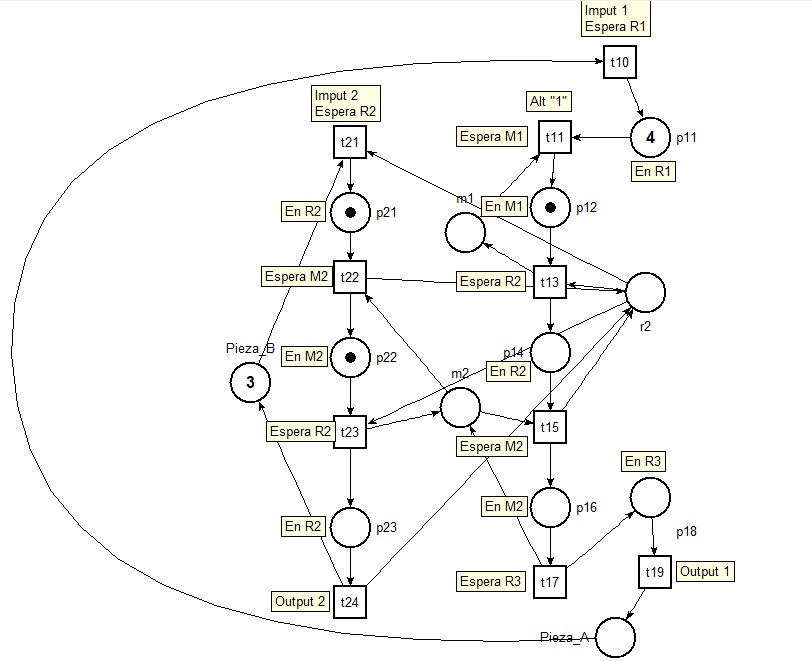 Imput 1
Espera R1
t10
Imput 2
Espera R2
Alt "1"
t21
Espera M1
t11
4
p11
En R1
m1
En R2
p21
En M1
p12
Espera M2
t22
Espera R2
t13
r2
Pieza_B
En M2
p22
p14
En R2
3
m2
Espera R2
t23
t15
Espera M2
En R3
En R2
p23
En M2
p16
p18
Espera R3
t17
t19
Output 1
Output 2
t24
Pieza_A